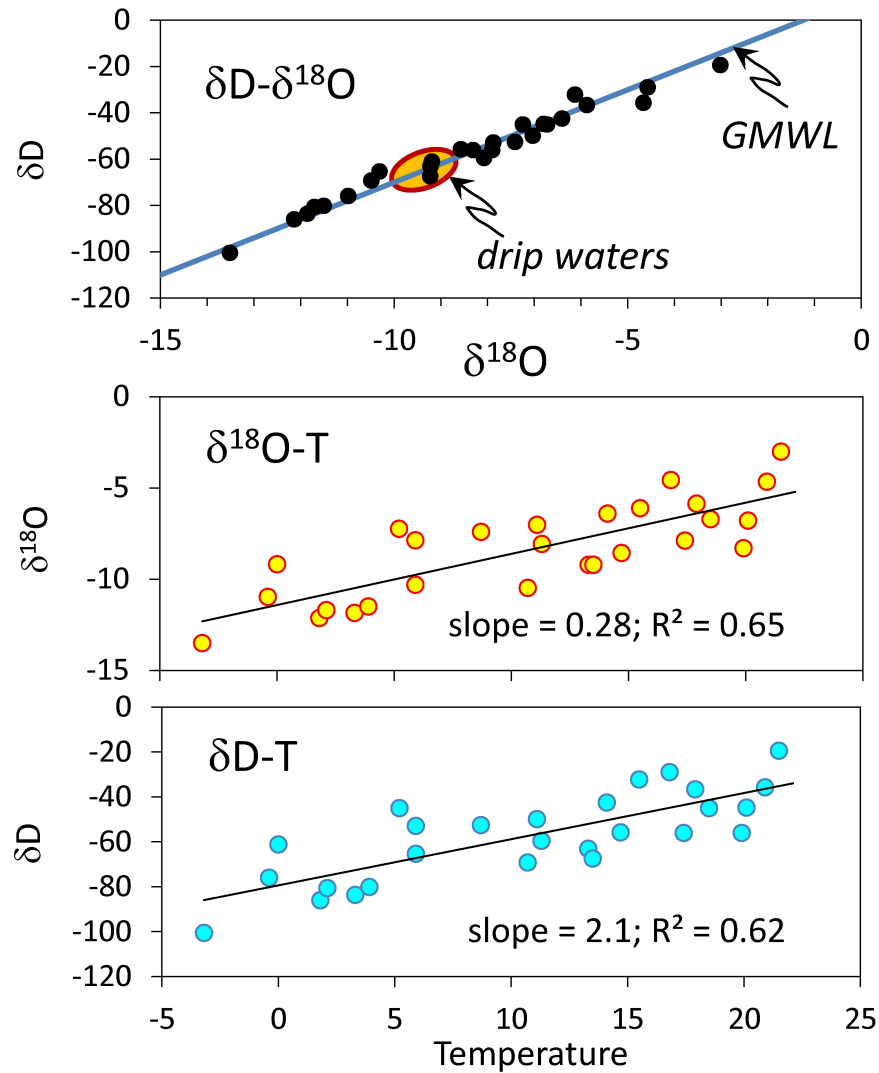 0
-20
-40
-60
-80
-100
-120
δD
δD-δ¹⁸O
GMWL
drip waters
-15
-10
-5
0
δ¹⁸O
0
-5
-10
-15
δ¹⁸O
δ¹⁸O-T
slope = 0.28; R² = 0.65
0
-20
-40
-60
-80
-100
-120
δD
δD-T
slope = 2.1; R² = 0.62
-5
0
5
10
15
20
25
Temperature